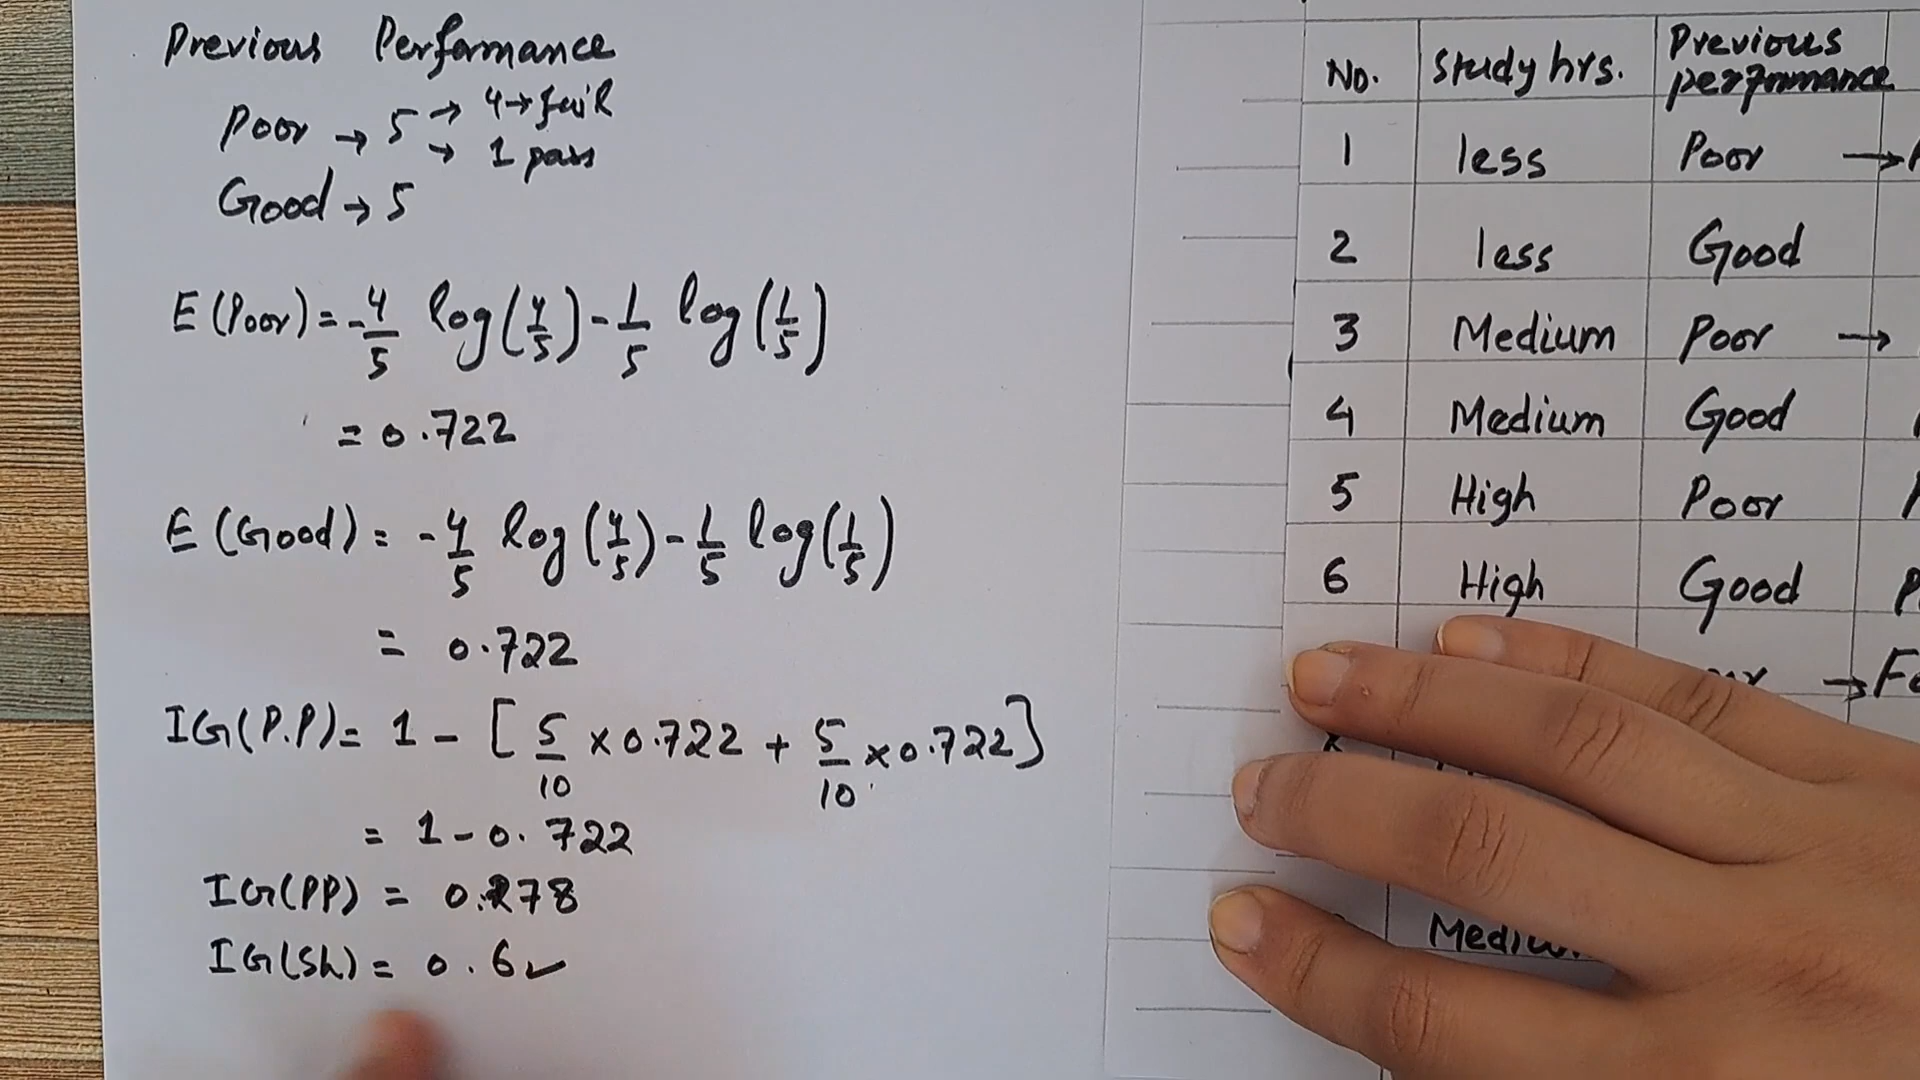 Previous Performance
Poor → 5 → 4 → fail
→ 1 pass
Good → 5
E (Poor) = -4/5 log(4/5) - 1/5 log(1/5)
= 0.722
E (Good) = -4/5 log(4/5) - 1/5 log(1/5)
= 0.722
IG(P.P) = 1 - [5/10 x 0.722 + 5/10 x 0.722]
= 1 - 0.722
IG(PP) = 0.278
IG(Sh) = 0.6 ✓
No. Study hrs. Previous performance
1 less Poor →
2 less Good
3 Medium Poor →
4 Medium Good
5 High Poor
6 High Good
→ F